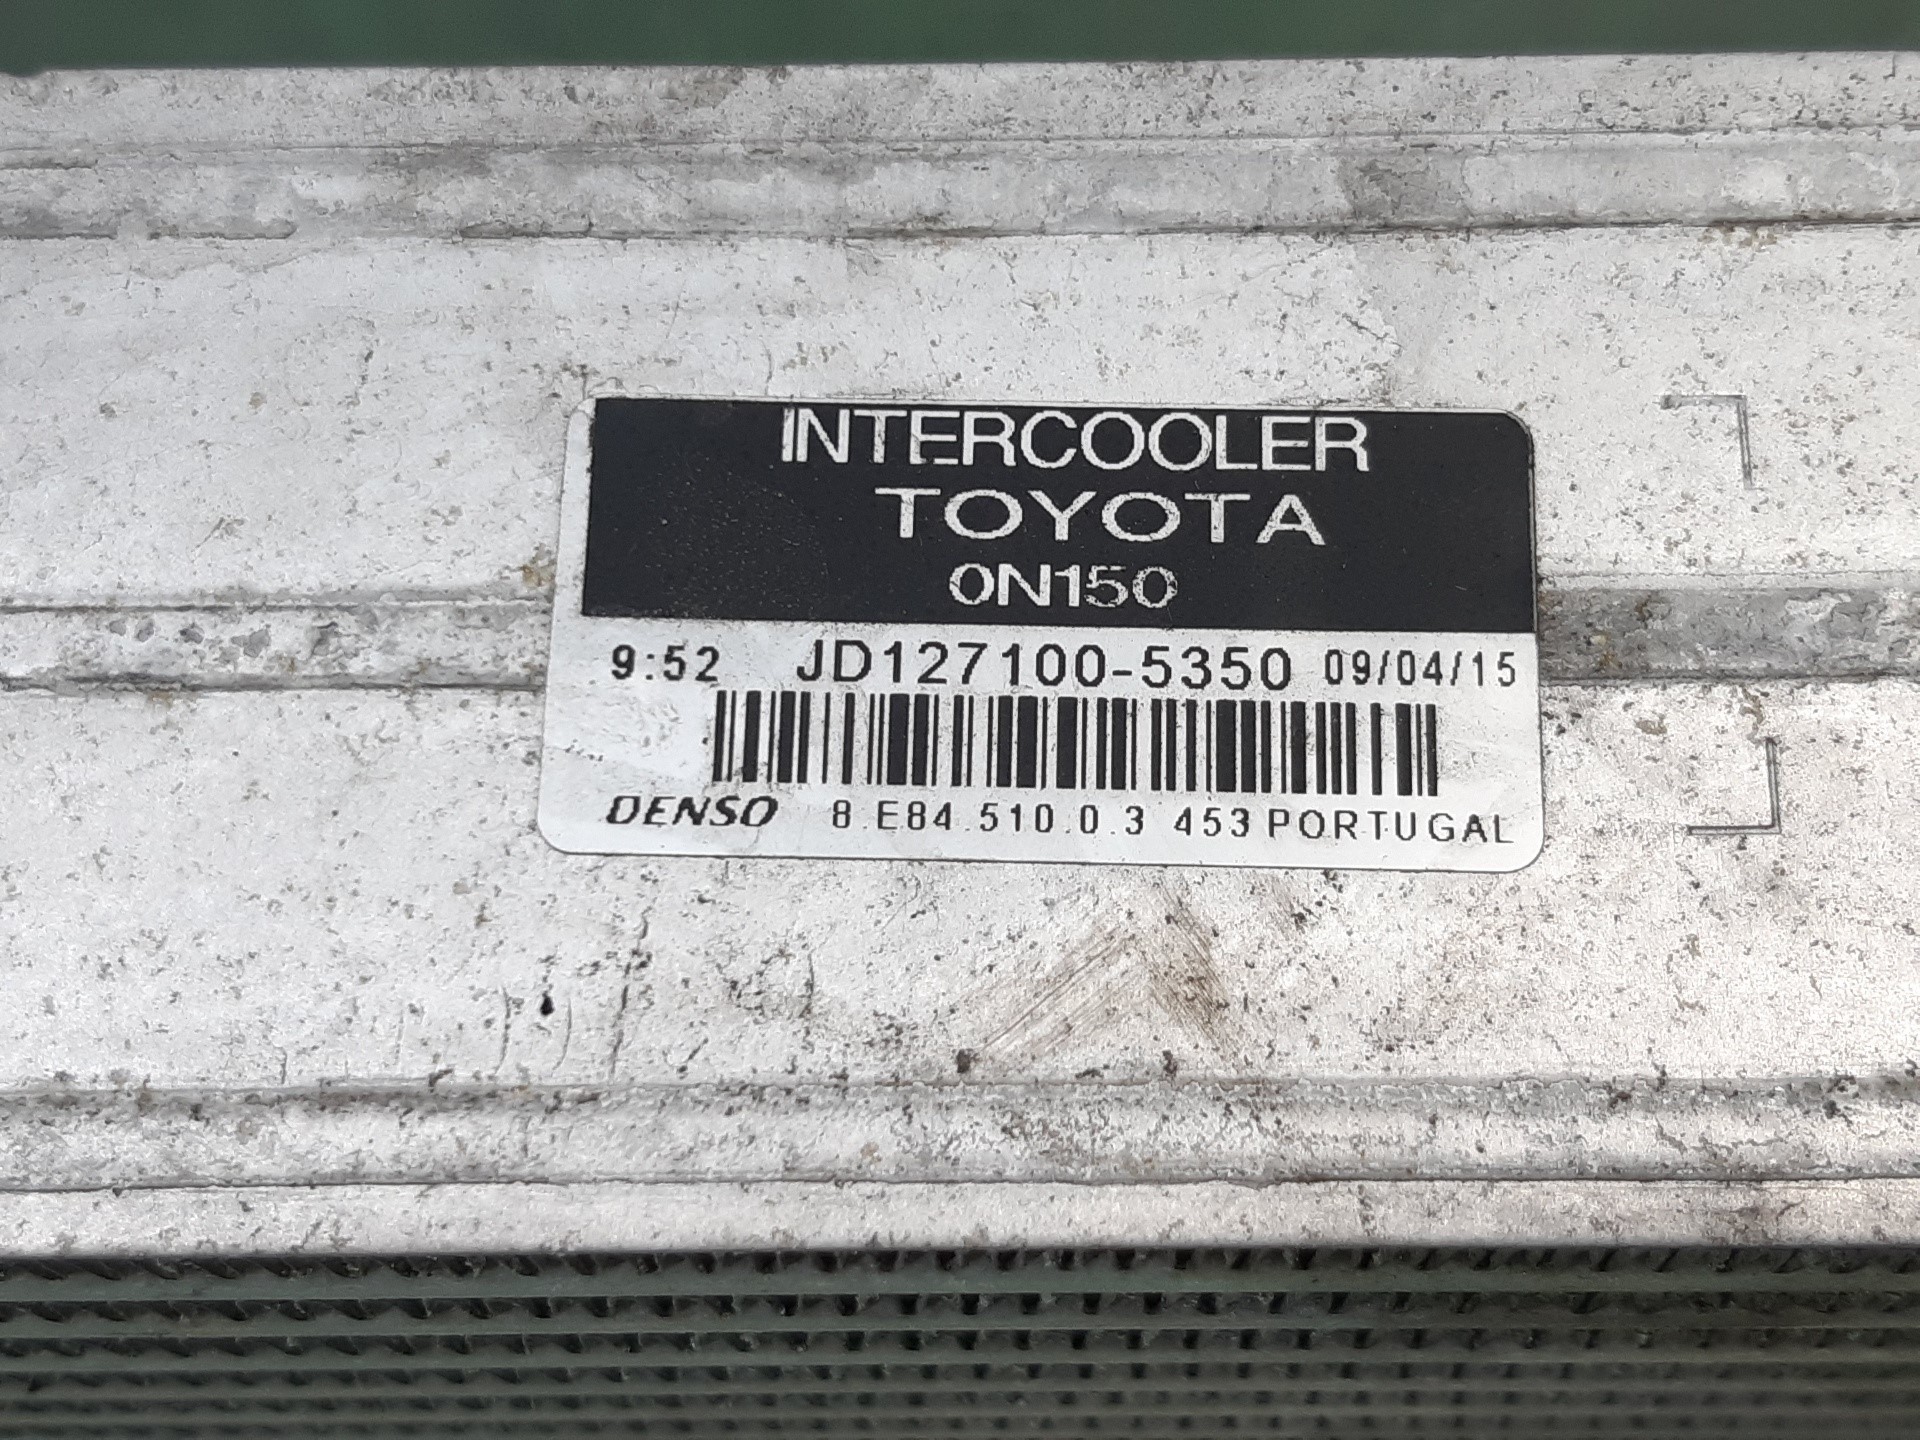 INTERCOOLER
TOYOTA
0N150
9:52 JD127100-5350 09/04/15
DENSO 8.E84.510.0.3 453 PORTUGAL